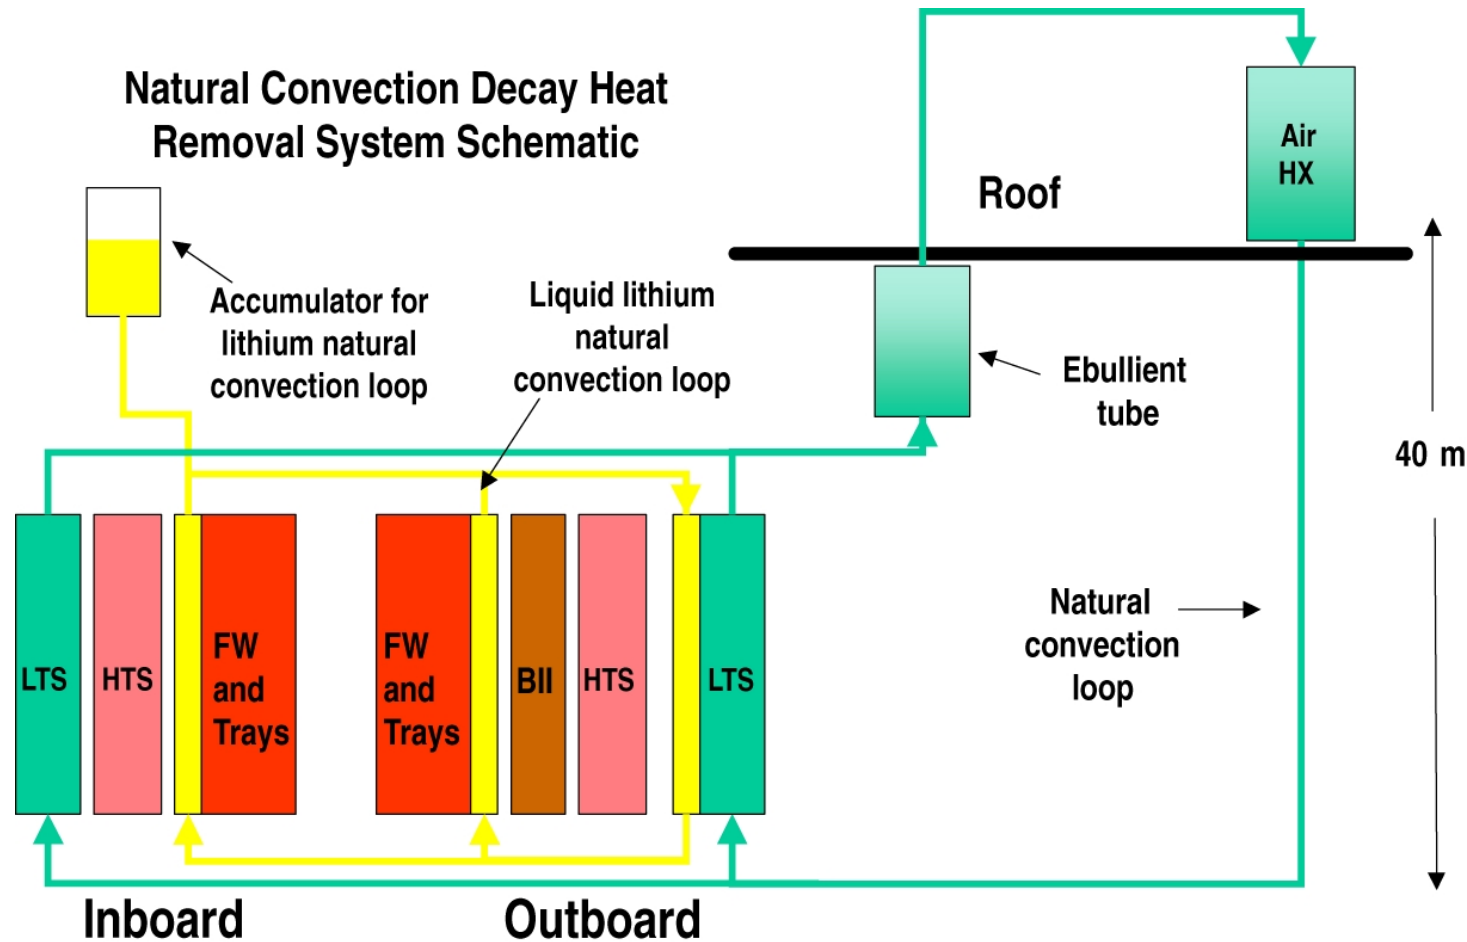 Natural Convection Decay Heat
Removal System Schematic
Air
HX
Roof
Accumulator for
lithium natural
convection loop
Liquid lithium
natural
convection loop
Ebullient
tube
40 m
Natural
convection
loop
LTS
HTS
FW
and
Trays
FW
and
Trays
BII
HTS
LTS
Inboard
Outboard